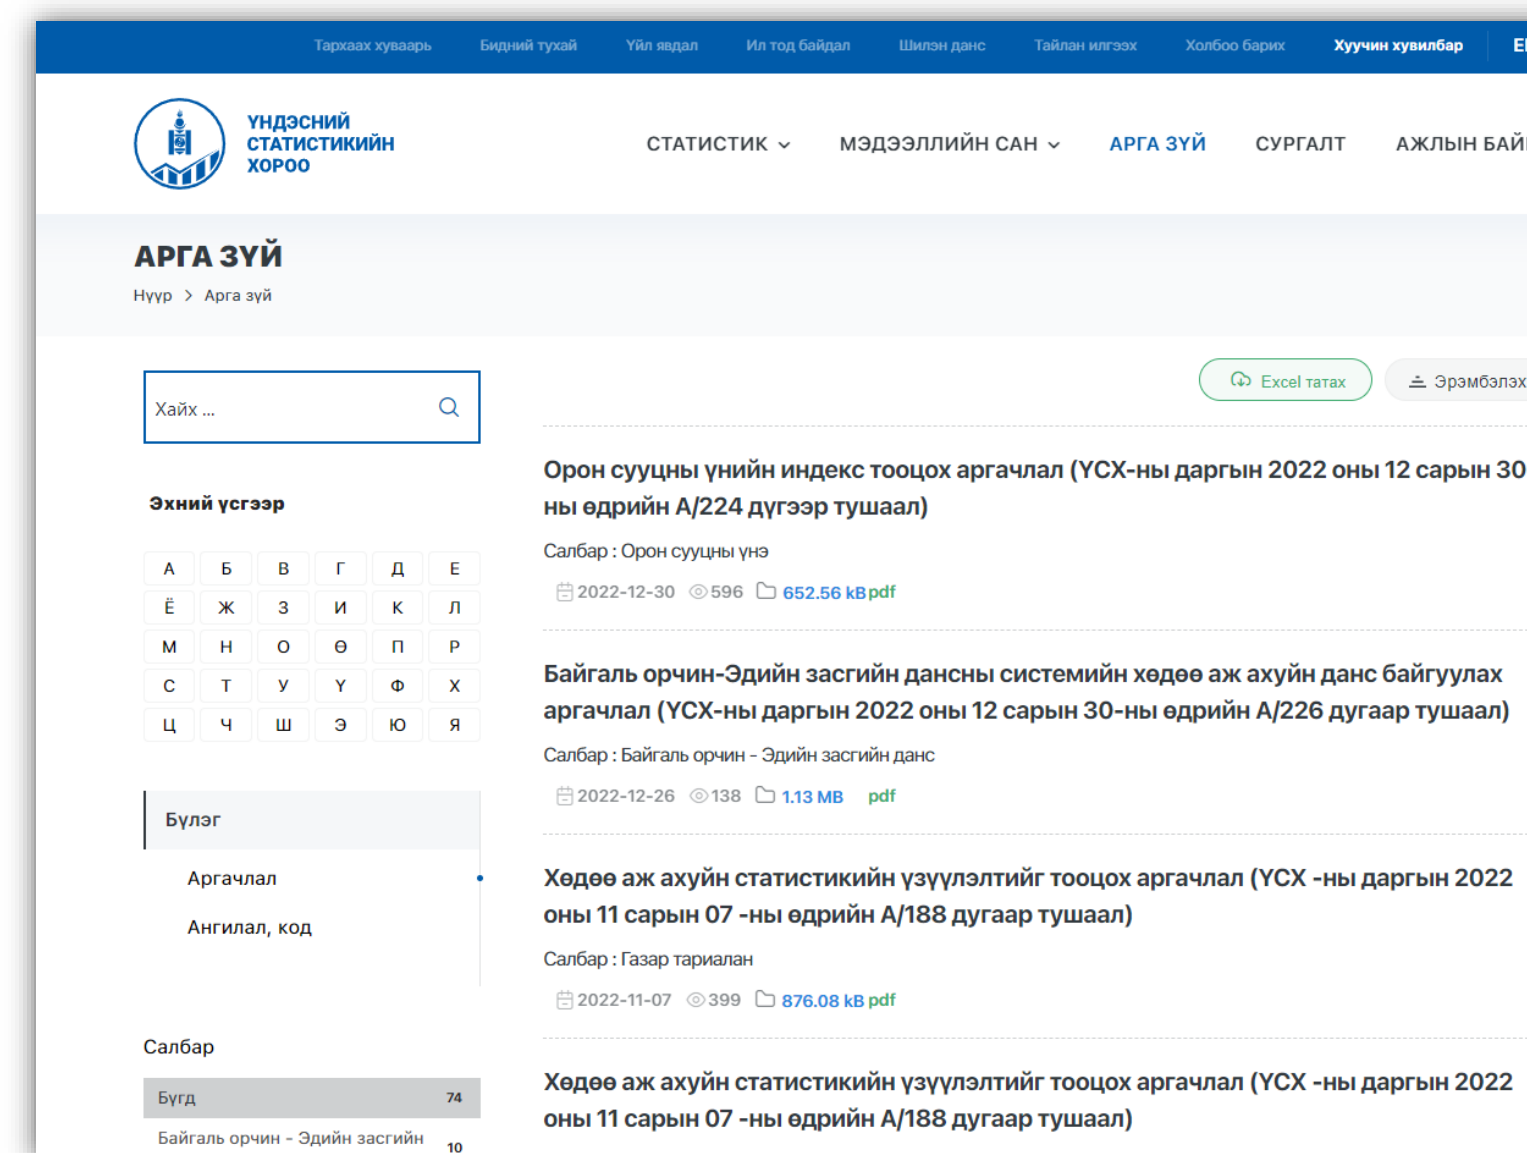 Тархаах хуваарь Бидний тухай Үйл явдал Ил тод байдал Шилэн данс Тайлан илгээх Холбоо барих Хуучин хувилбар
ҮНДЭСНИЙ
СТАТИСТИКИЙН
ХОРОО
СТАТИСТИК МЭДЭЭЛЛИЙН САН АРГА ЗҮЙ СУРГАЛТ АЖЛЫН
АРГА ЗҮЙ
Нүүр > Арга зүй
Хайх ...
Excel татах Эрэмбэлэх
Эхний үсгээр
А Б В Г Д Е
Ё Ж З И К Л
М Н О Ө П Р
С Т У Ү Ф Х
Ц Ч Ш Э Ю Я
Бүлэг
Аргачлал
Ангилал, код
Салбар
Бүгд 74
Байгаль орчин - Эдийн засгийн 10
Орон сууцны үнийн индекс тооцох аргачлал (ҮСХ-ны даргын 2022 оны 12 сарын 30
ны өдрийн А/224 дүгээр тушаал)
Салбар : Орон сууцны үнэ
2022-12-30 596 652.56 kB pdf
Байгаль орчин-Эдийн засгийн дансны системийн хөдөө аж ахуйн данс байгуулах
аргачлал (ҮСХ-ны даргын 2022 оны 12 сарын 30-ны өдрийн А/226 дугаар тушаал)
Салбар : Байгаль орчин - Эдийн засгийн данс
2022-12-26 138 1.13 MB pdf
Хөдөө аж ахуйн статистикийн үзүүлэлтийг тооцох аргачлал (ҮСХ -ны даргын 2022
оны 11 сарын 07 -ны өдрийн А/188 дугаар тушаал)
Салбар : Газар тариалан
2022-11-07 399 876.08 kB pdf
Хөдөө аж ахуйн статистикийн үзүүлэлтийг тооцох аргачлал (ҮСХ -ны даргын 2022
оны 11 сарын 07 -ны өдрийн А/188 дугаар тушаал)